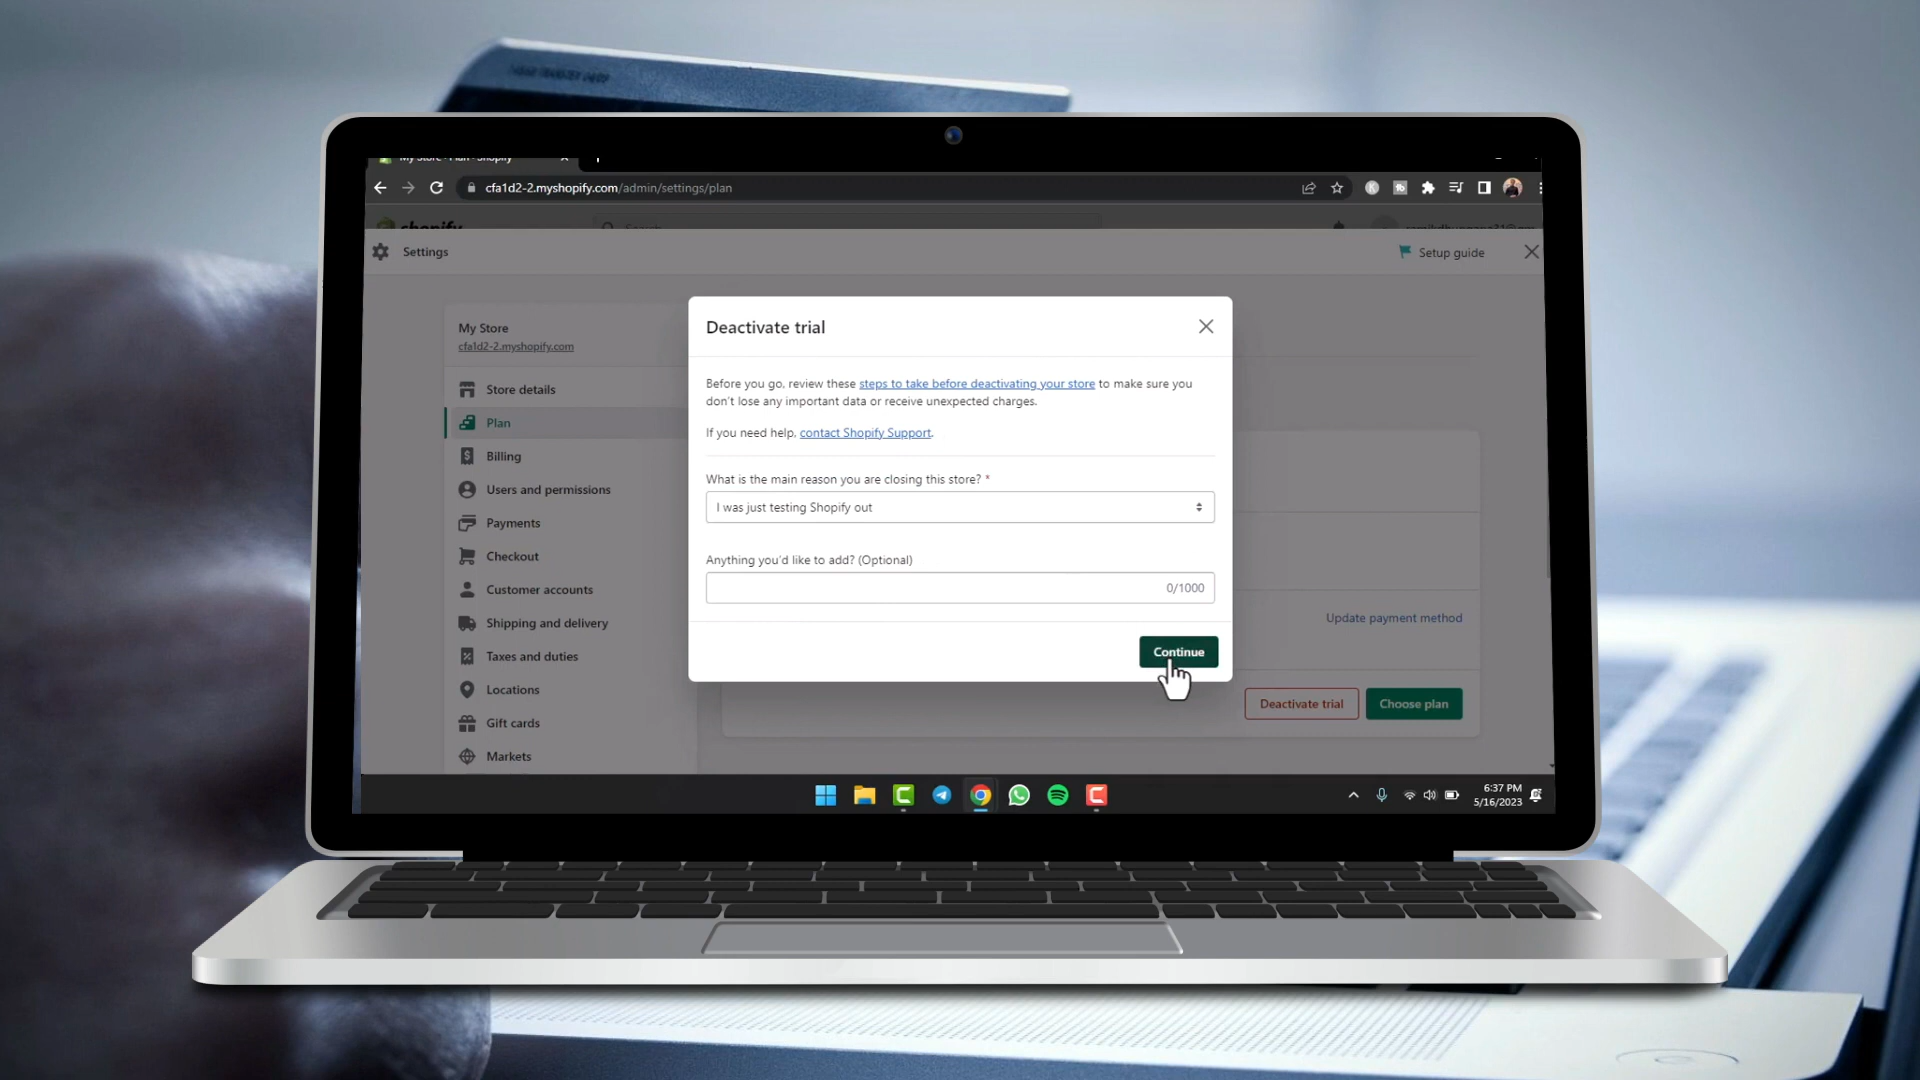 cfa1d2-2.myshopify.com/admin/settings/plan
shopify
Search
Settings
Setup guide
My Store
cfa1d2-2.myshopify.com
Store details
Plan
Billing
Users and permissions
Payments
Checkout
Customer accounts
Shipping and delivery
Taxes and duties
Locations
Gift cards
Markets
Deactivate trial
Before you go, review these steps to take before deactivating your store to make sure you
don't lose any important data or receive unexpected charges.
If you need help, contact Shopify Support.
What is the main reason you are closing this store? *
I was just testing Shopify out
Anything you'd like to add? (Optional)
0/1000
Continue
Update payment method
Deactivate trial
Choose plan
6:37 PM
5/16/2023